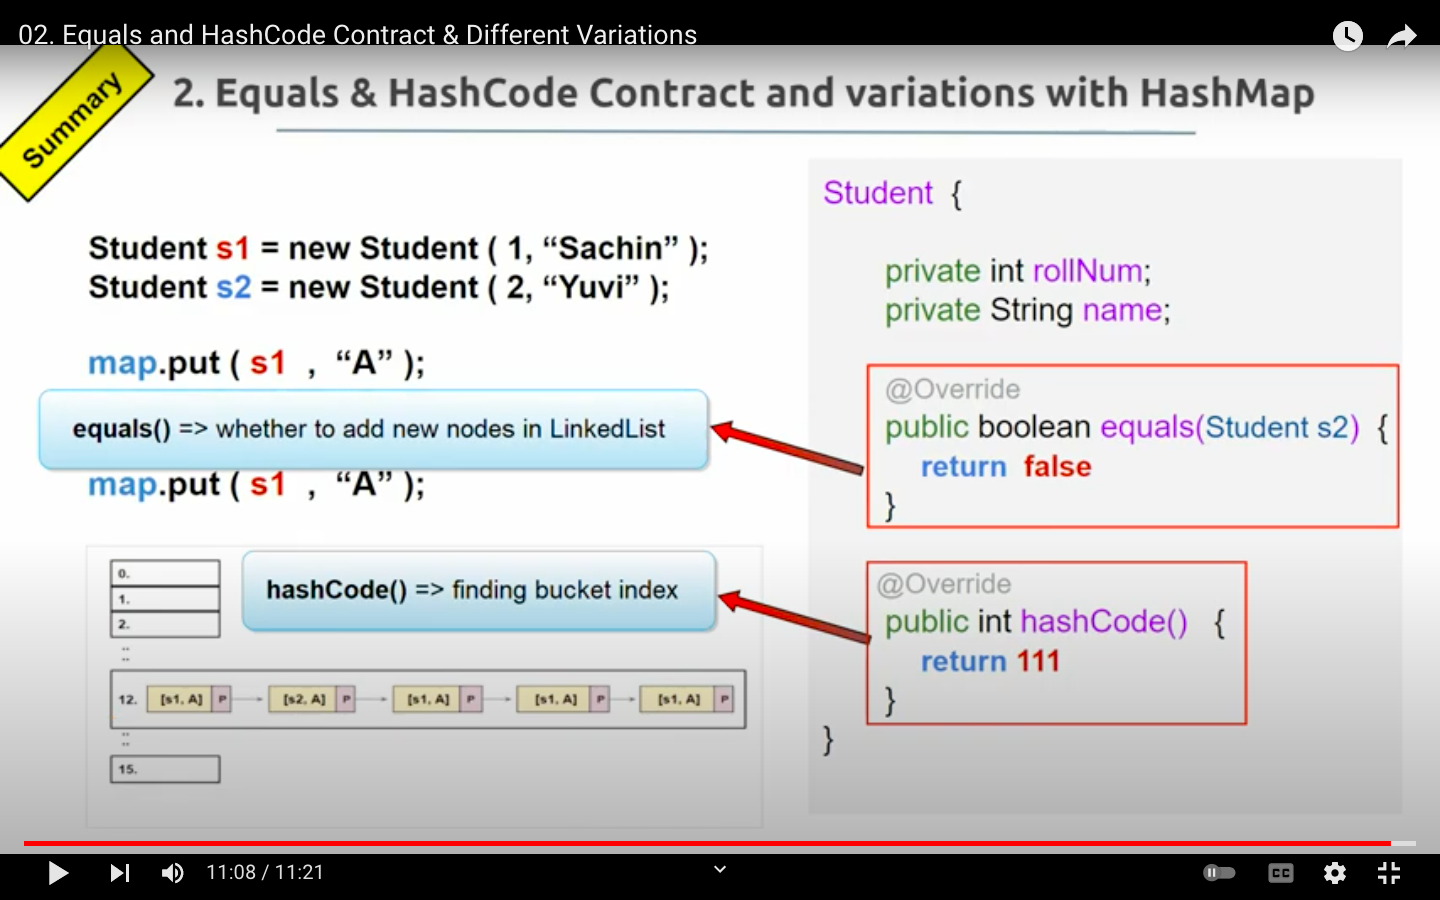 02. Equals and HashCode Contract & Different Variations
Summary
2. Equals & HashCode Contract and variations with HashMap
Student s1 = new Student ( 1, “Sachin” );
Student s2 = new Student ( 2, “Yuvi” );
map.put ( s1 , “A” );
equals() => whether to add new nodes in LinkedList
map.put ( s1 , “A” );
0.
1.
2.
::
hashCode() => finding bucket index
12. [s1, A] P [s2, A] P [s1, A] P [s1, A] P [s1, A] P
::
15.
Student {
private int rollNum;
private String name;
@Override
public boolean equals(Student s2) {
return false
}
@Override
public int hashCode() {
return 111
}
}
11:08 / 11:21
CC